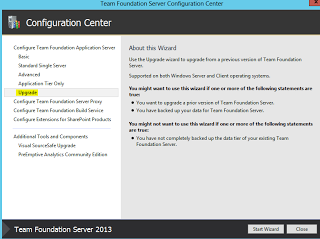 Team Foundation Server Configuration Center
Configuration Center
Configure Team Foundation Application Server
Basic
Standard Single Server
Advanced
Application Tier Only
Upgrade
Configure Team Foundation Server Proxy
Configure Team Foundation Build Service
Configure Extensions for SharePoint Products
Additional Tools and Components
Visual SourceSafe Upgrade
PreEmptive Analytics Community Edition
About this Wizard
Use the Upgrade wizard to upgrade from a previous version of Team Foundation
Server.
Supported on both Windows Server and Client operating systems.
You might want to use this wizard if one or more of the following statements are
true:
You want to upgrade a prior version of Team Foundation Server.
You have backed up your data for Team Foundation Server.
You might not want to use this wizard if one or more of the following statements
are true:
You have not completely backed up the data tier of your existing Team
Foundation Server.
Team Foundation Server 2013
Start Wizard
Close